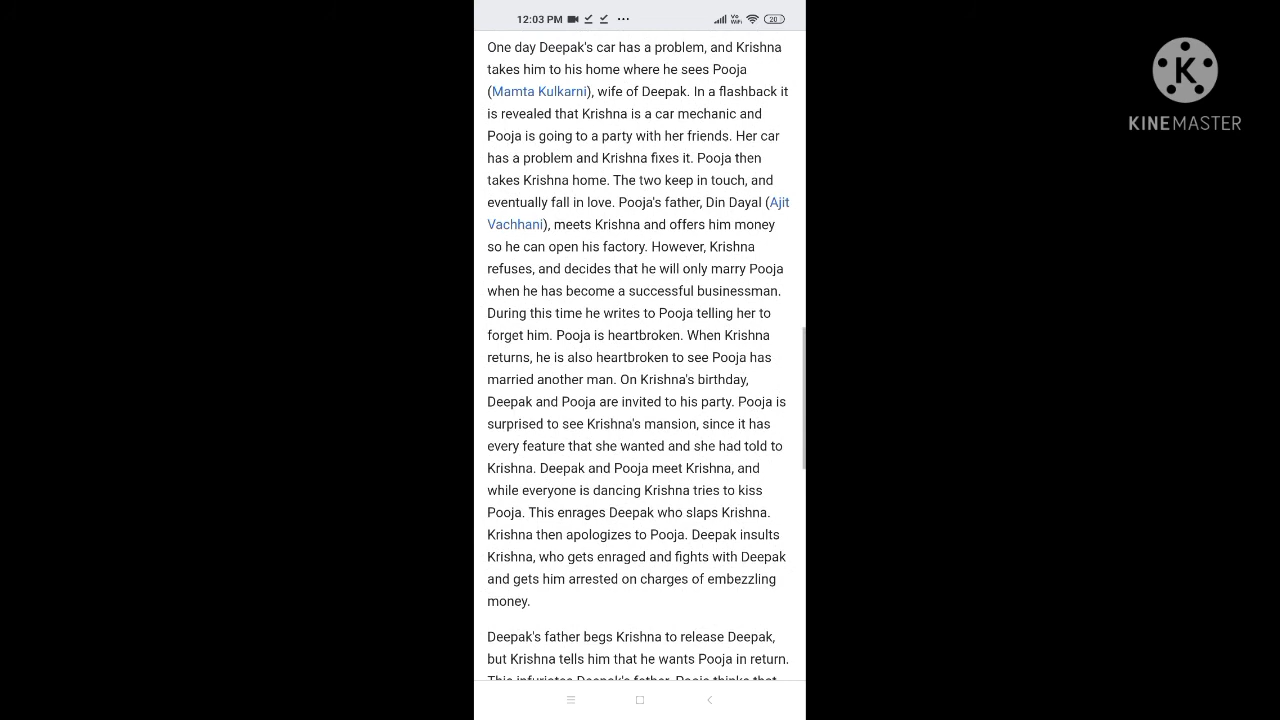 12:03 PM
Vo
WiFi
20
K
KINEMASTER
One day Deepak's car has a problem, and Krishna
takes him to his home where he sees Pooja
(Mamta Kulkarni), wife of Deepak. In a flashback it
is revealed that Krishna is a car mechanic and
Pooja is going to a party with her friends. Her car
has a problem and Krishna fixes it. Pooja then
takes Krishna home. The two keep in touch, and
eventually fall in love. Pooja's father, Din Dayal (Ajit
Vachhani), meets Krishna and offers him money
so he can open his factory. However, Krishna
refuses, and decides that he will only marry Pooja
when he has become a successful businessman.
During this time he writes to Pooja telling her to
forget him. Pooja is heartbroken. When Krishna
returns, he is also heartbroken to see Pooja has
married another man. On Krishna's birthday,
Deepak and Pooja are invited to his party. Pooja is
surprised to see Krishna's mansion, since it has
every feature that she wanted and she had told to
Krishna. Deepak and Pooja meet Krishna, and
while everyone is dancing Krishna tries to kiss
Pooja. This enrages Deepak who slaps Krishna.
Krishna then apologizes to Pooja. Deepak insults
Krishna, who gets enraged and fights with Deepak
and gets him arrested on charges of embezzling
money.
Deepak's father begs Krishna to release Deepak,
but Krishna tells him that he wants Pooja in return.
This infuriates Deepak's father. Pooja thinks that